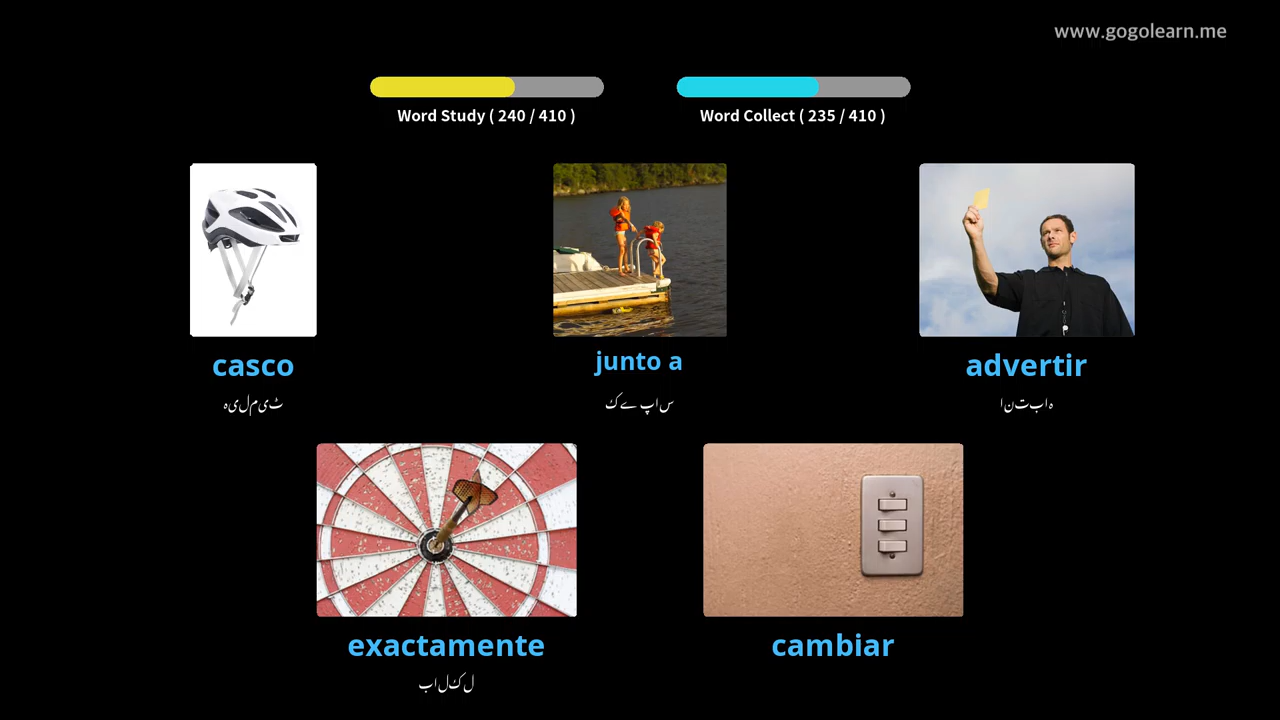 www.gogolearn.me
Word Study ( 240 / 410 )
Word Collect ( 235 / 410 )
casco
ہیلمیٹ
junto a
کے پاس
advertir
انتباہ
exactamente
بالکل
cambiar